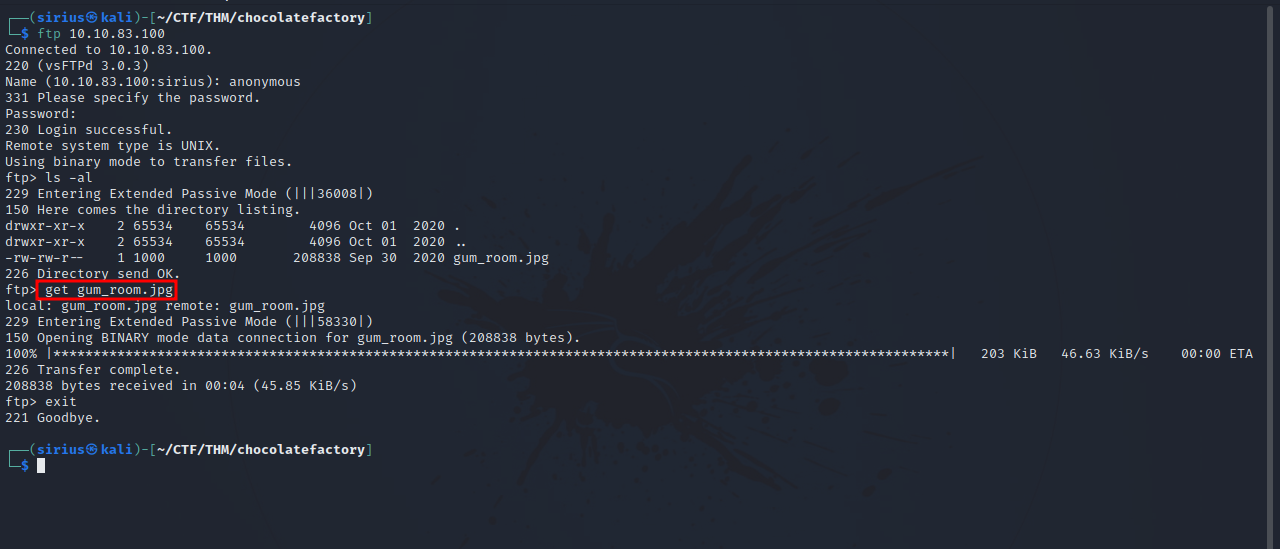 ┌──(sirius㉿kali)-[~/CTF/THM/chocolatefactory]
└─$ ftp 10.10.83.100
Connected to 10.10.83.100.
220 (vsFTPd 3.0.3)
Name (10.10.83.100:sirius): anonymous
331 Please specify the password.
Password:
230 Login successful.
Remote system type is UNIX.
Using binary mode to transfer files.
ftp> ls -al
229 Entering Extended Passive Mode (|||36008|)
150 Here comes the directory listing.
drwxr-xr-x    2 65534    65534        4096 Oct 01  2020 .
drwxr-xr-x    2 65534    65534        4096 Oct 01  2020 ..
-rw-rw-r--    1 1000     1000       208838 Sep 30  2020 gum_room.jpg
226 Directory send OK.
ftp> get gum_room.jpg
local: gum_room.jpg remote: gum_room.jpg
229 Entering Extended Passive Mode (|||58330|)
150 Opening BINARY mode data connection for gum_room.jpg (208838 bytes).
100% |****************************************************************************************************************|   203 KiB   46.63 KiB/s    00:00 ETA
226 Transfer complete.
208838 bytes received in 00:04 (45.85 KiB/s)
ftp> exit
221 Goodbye.
┌──(sirius㉿kali)-[~/CTF/THM/chocolatefactory]
└─$